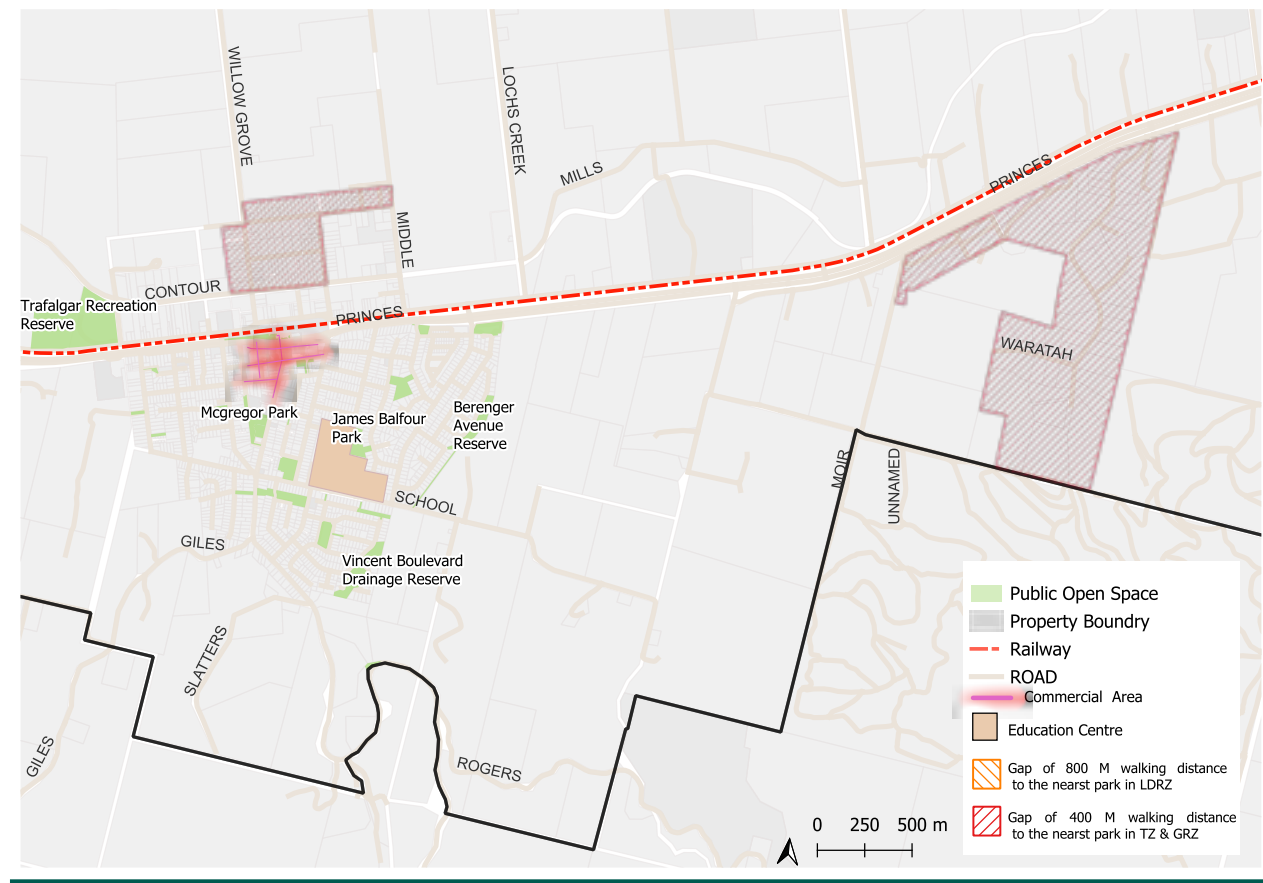 WILLOW GROVE
LOCHS CREEK
MILLS
PRINCES
MIDDLE
CONTOUR
Trafalgar Recreation
Reserve
PRINCES
WARATAH
Mcgregor Park
James Balfour
Park
Berenger
Avenue
Reserve
MOIR
UNNAMED
SCHOOL
GILES
Vincent Boulevard
Drainage Reserve
SLATTERS
GILES
ROGERS
0 250 500 m
Public Open Space
Property Boundry
Railway
ROAD
Commercial Area
Education Centre
Gap of 800 M walking distance
to the nearst park in LDRZ
Gap of 400 M walking distance
to the nearst park in TZ & GRZ